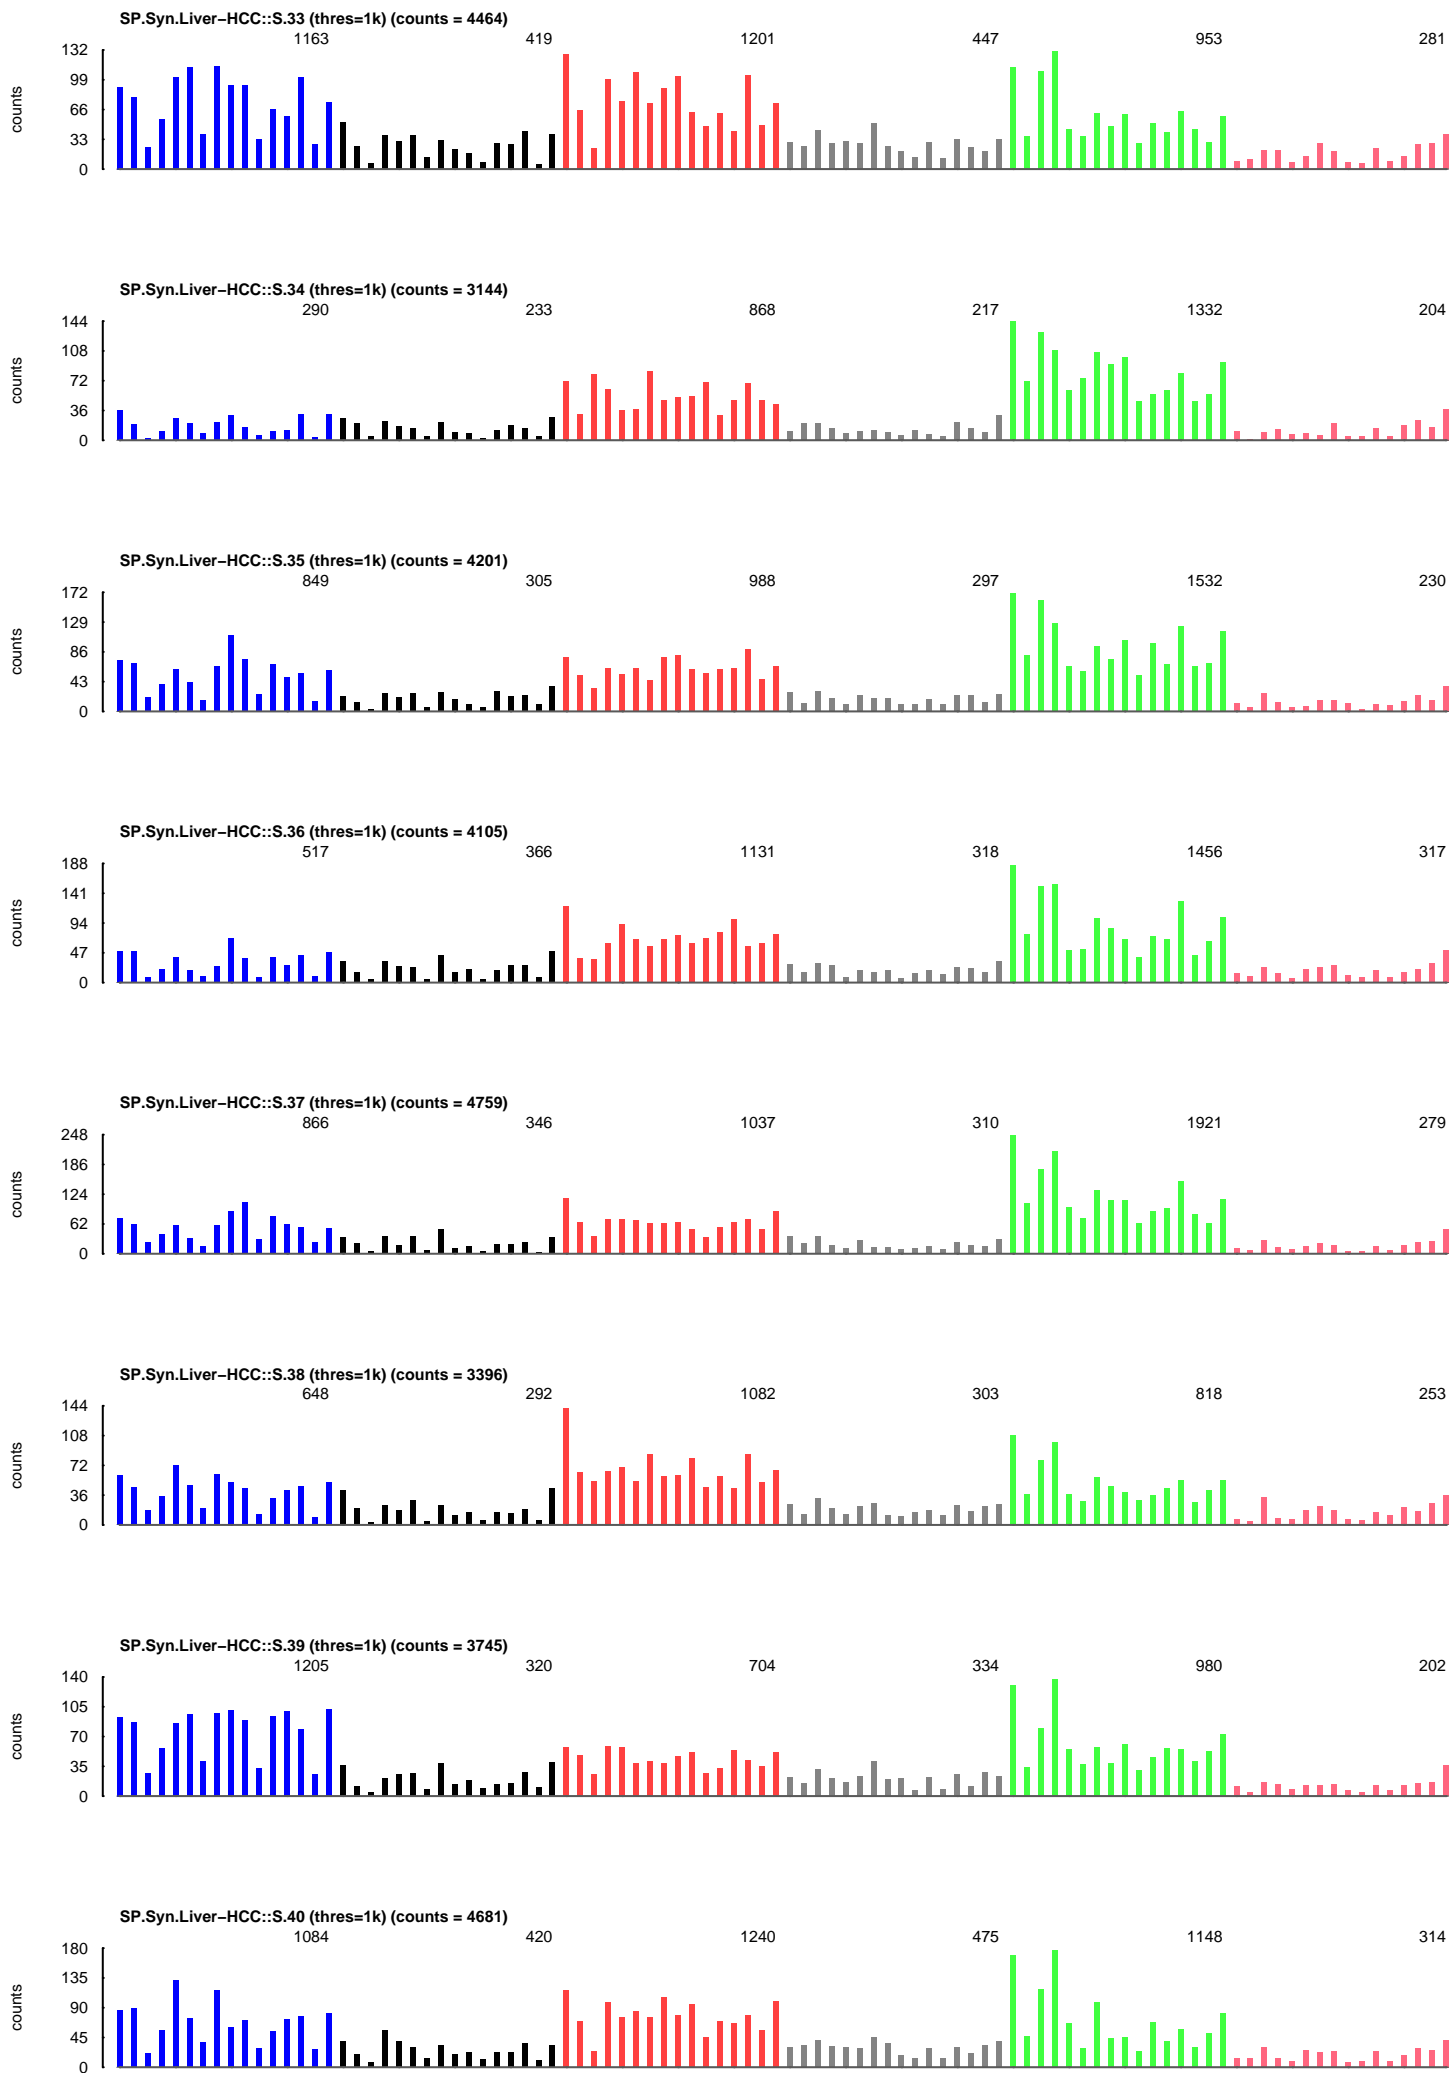 SP.Syn.Liver−HCC::S.33 (thres=1k) (counts = 4464)
1163 419 1201 447 953 281
132
99
66
33
0
counts
SP.Syn.Liver−HCC::S.34 (thres=1k) (counts = 3144)
290 233 868 217 1332 204
144
108
72
36
0
counts
SP.Syn.Liver−HCC::S.35 (thres=1k) (counts = 4201)
849 305 988 297 1532 230
172
129
86
43
0
counts
SP.Syn.Liver−HCC::S.36 (thres=1k) (counts = 4105)
517 366 1131 318 1456 317
188
141
94
47
0
counts
SP.Syn.Liver−HCC::S.37 (thres=1k) (counts = 4759)
866 346 1037 310 1921 279
248
186
124
62
0
counts
SP.Syn.Liver−HCC::S.38 (thres=1k) (counts = 3396)
648 292 1082 303 818 253
144
108
72
36
0
counts
SP.Syn.Liver−HCC::S.39 (thres=1k) (counts = 3745)
1205 320 704 334 980 202
140
105
70
35
0
counts
SP.Syn.Liver−HCC::S.40 (thres=1k) (counts = 4681)
1084 420 1240 475 1148 314
180
135
90
45
0
counts